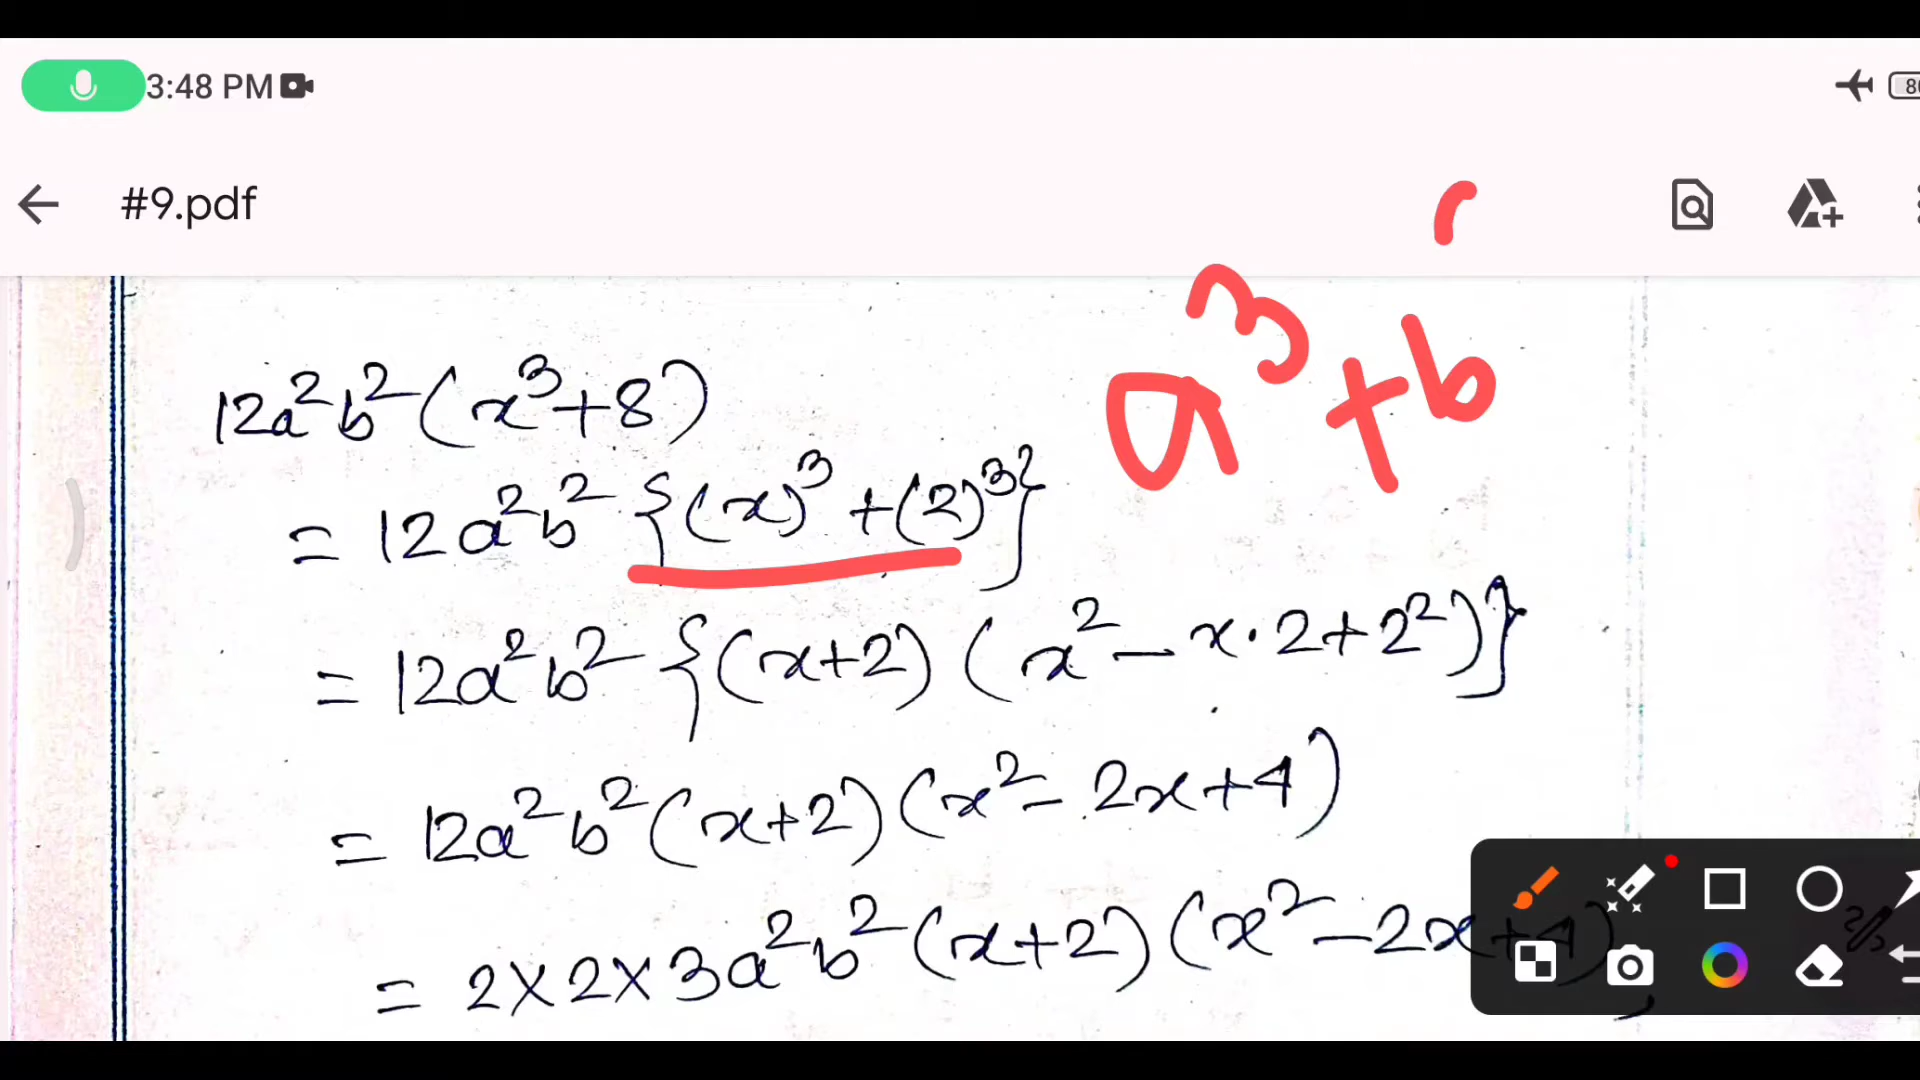 3:48 PM
80
#9.pdf
a³+b
12a²b²(x³+8)
= 12a²b²{(x)³+(2)³}
= 12a²b²{(x+2)(x²-x·2+2²)}
= 12a²b²(x+2)(x²-2x+4)
= 2×2×3a²b²(x+2)(x²-2x+4)